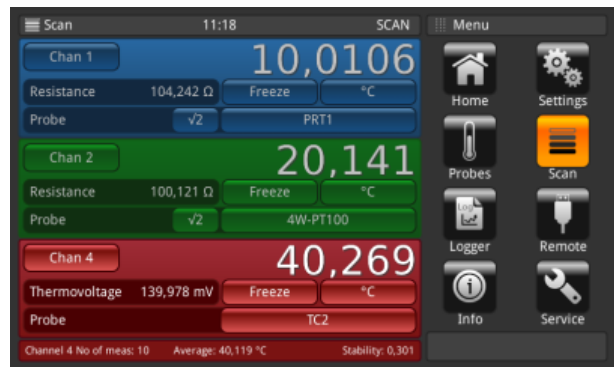 Scan 11:18 SCAN
Chan 1 10,0106
Resistance 104,242 Ω Freeze °C
Probe √2 PRT1
Chan 2 20,141
Resistance 100,121 Ω Freeze °C
Probe √2 4W-PT100
Chan 4 40,269
Thermovoltage 139,978 mV Freeze °C
Probe TC2
Channel 4 No of meas: 10 Average: 40,119 °C Stability: 0,301
Menu
Home Settings
Probes Scan
Log
Logger Remote
Info Service